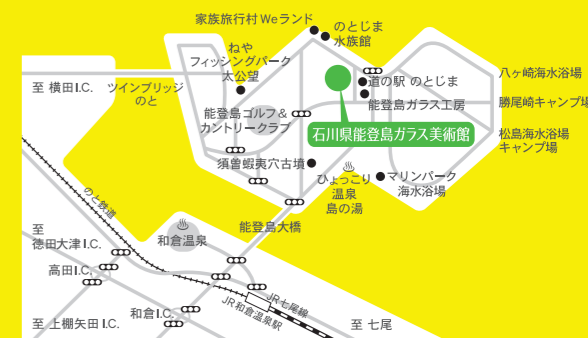 家族旅行村 Weランド
のとじま
水族館
ねや
フィッシングパーク
太公望
至 横田I.C.
ツインブリッジ
のと
道の駅 のとじま
八ヶ崎海水浴場
能登島ガラス工房
勝尾崎キャンプ場
能登島ゴルフ＆
カントリークラブ
石川県能登島ガラス美術館
松島海水浴場
キャンプ場
須曽蝦夷穴古墳
ひょっこり
温泉
島の湯
マリンパーク
海水浴場
のと鉄道
能登島大橋
至
徳田大津I.C.
和倉温泉
高田I.C.
JR七尾線
JR和倉温泉駅
和倉I.C.
至 上棚矢田I.C.
至 七尾